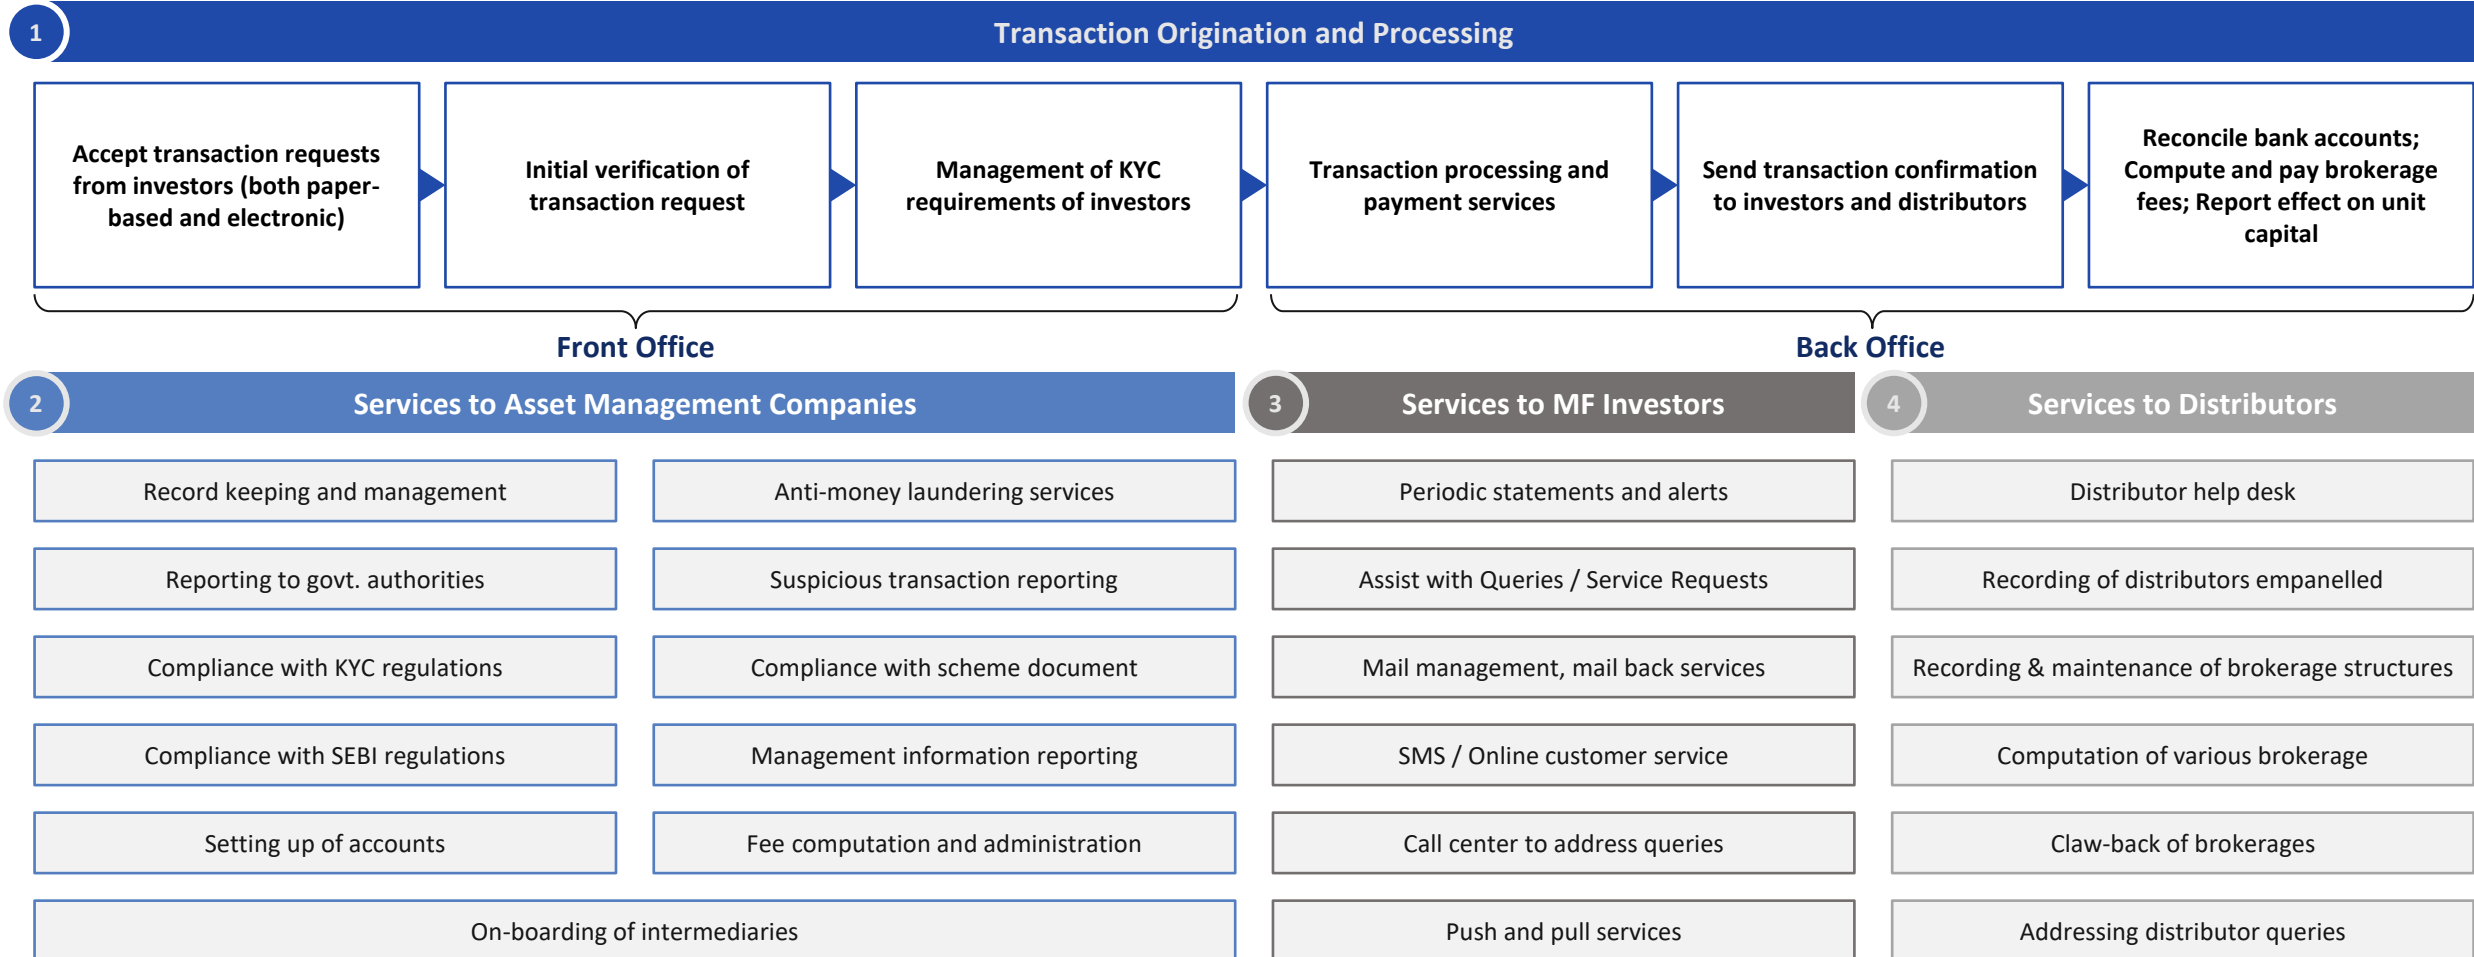 1
Transaction Origination and Processing
Accept transaction requests
from investors (both paper-
based and electronic)
Initial verification of
transaction request
Management of KYC
requirements of investors
Transaction processing and
payment services
Send transaction confirmation
to investors and distributors
Reconcile bank accounts;
Compute and pay brokerage
fees; Report effect on unit
capital
Front Office
Back Office
2
Services to Asset Management Companies
Record keeping and management
Anti-money laundering services
Reporting to govt. authorities
Suspicious transaction reporting
Compliance with KYC regulations
Compliance with scheme document
Compliance with SEBI regulations
Management information reporting
Setting up of accounts
Fee computation and administration
On-boarding of intermediaries
3
Services to MF Investors
Periodic statements and alerts
Assist with Queries / Service Requests
Mail management, mail back services
SMS / Online customer service
Call center to address queries
Push and pull services
4
Services to Distributors
Distributor help desk
Recording of distributors empanelled
Recording & maintenance of brokerage structures
Computation of various brokerage
Claw-back of brokerages
Addressing distributor queries